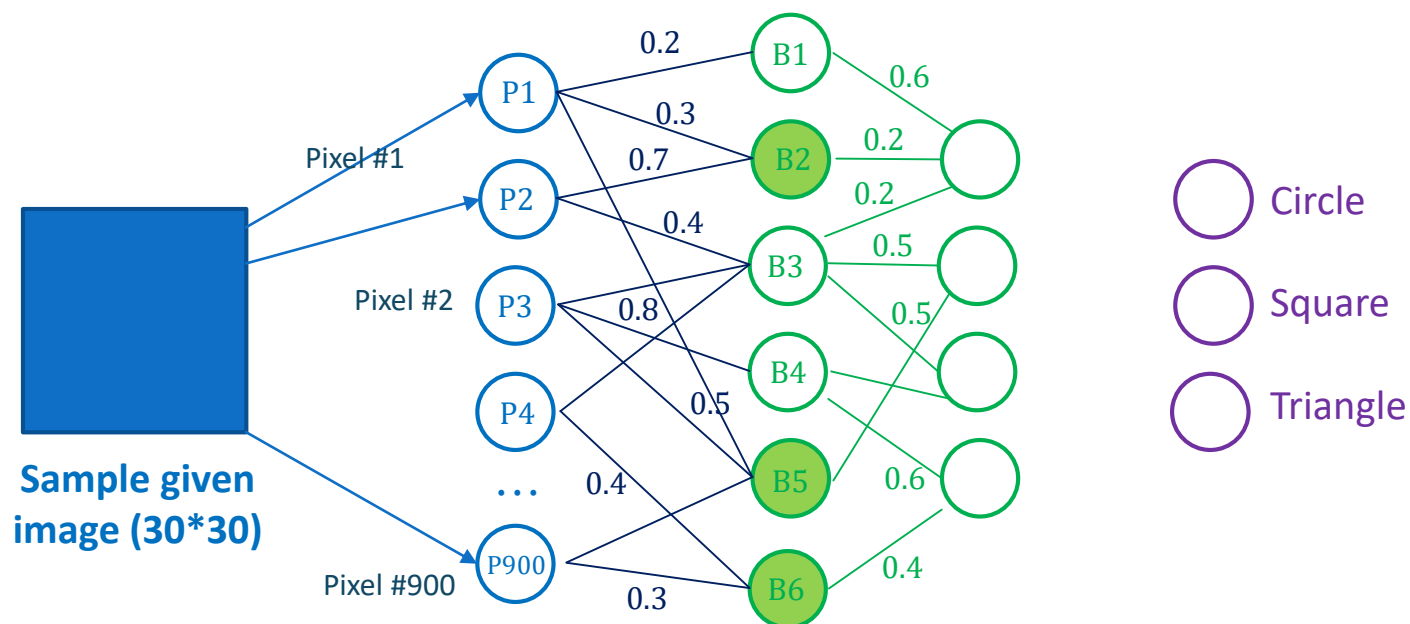 0.2
B1
0.6
P1
0.3
Pixel #1
0.7
B2
0.2
P2
0.2
Circle
0.4
B3
0.5
Pixel #2
P3
0.8
0.5
Square
B4
P4
0.5
Triangle
Sample given
image (30*30)
...
0.4
B5
0.6
P900
Pixel #900
0.3
B6
0.4